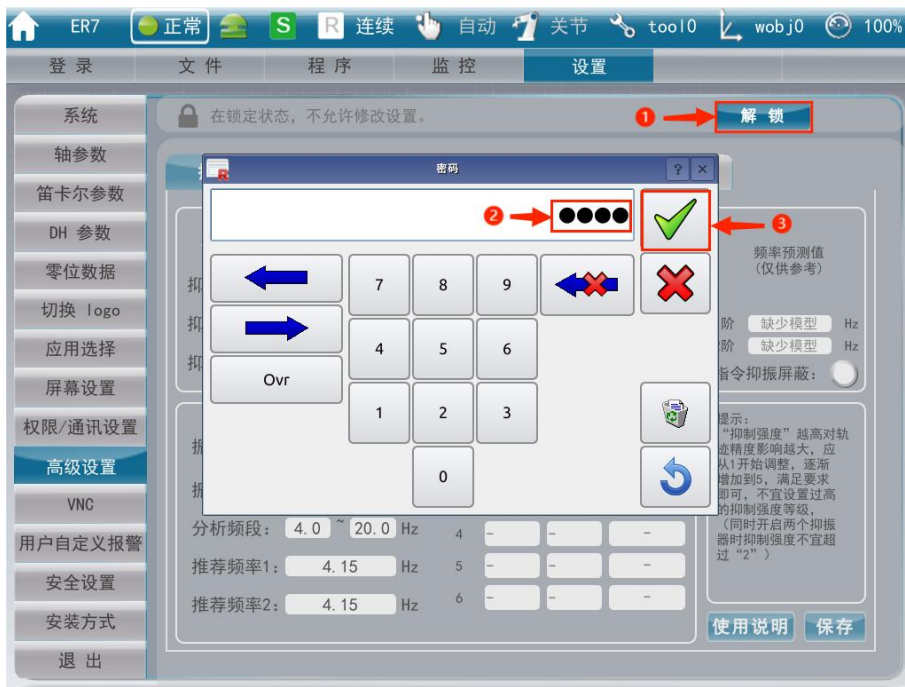 ER7 正常 S R 连续 自动 关节 tool0 wobj0 100%
登 录 文 件 程 序 监 控 设置
系统
轴参数
笛卡尔参数
DH 参数
零位数据
切换 logo
应用选择
屏幕设置
权限/通讯设置
高级设置
VNC
用户自定义报警
安全设置
安装方式
退 出
在锁定状态，不允许修改设置。
1
解 锁
密码
? ×
2
3
7 8 9
4 5 6
Ovr
1 2 3
0
频率预测值
(仅供参考)
抑
抑
抑
阶 缺少模型 Hz
阶 缺少模型 Hz
指令抑振屏蔽：
振
振
分析频段： 4.0 ~ 20.0 Hz 4 - - -
推荐频率1： 4.15 Hz 5 - - -
推荐频率2： 4.15 Hz 6 - - -
提示：
“抑制强度”越高对轨
迹精度影响越大，应
从1开始调整，逐渐
增加到5，满足要求
即可，不宜设置过高
的抑制强度等级，
（同时开启两个抑振
器时抑制强度不宜超
过“2”）
使用说明 保存